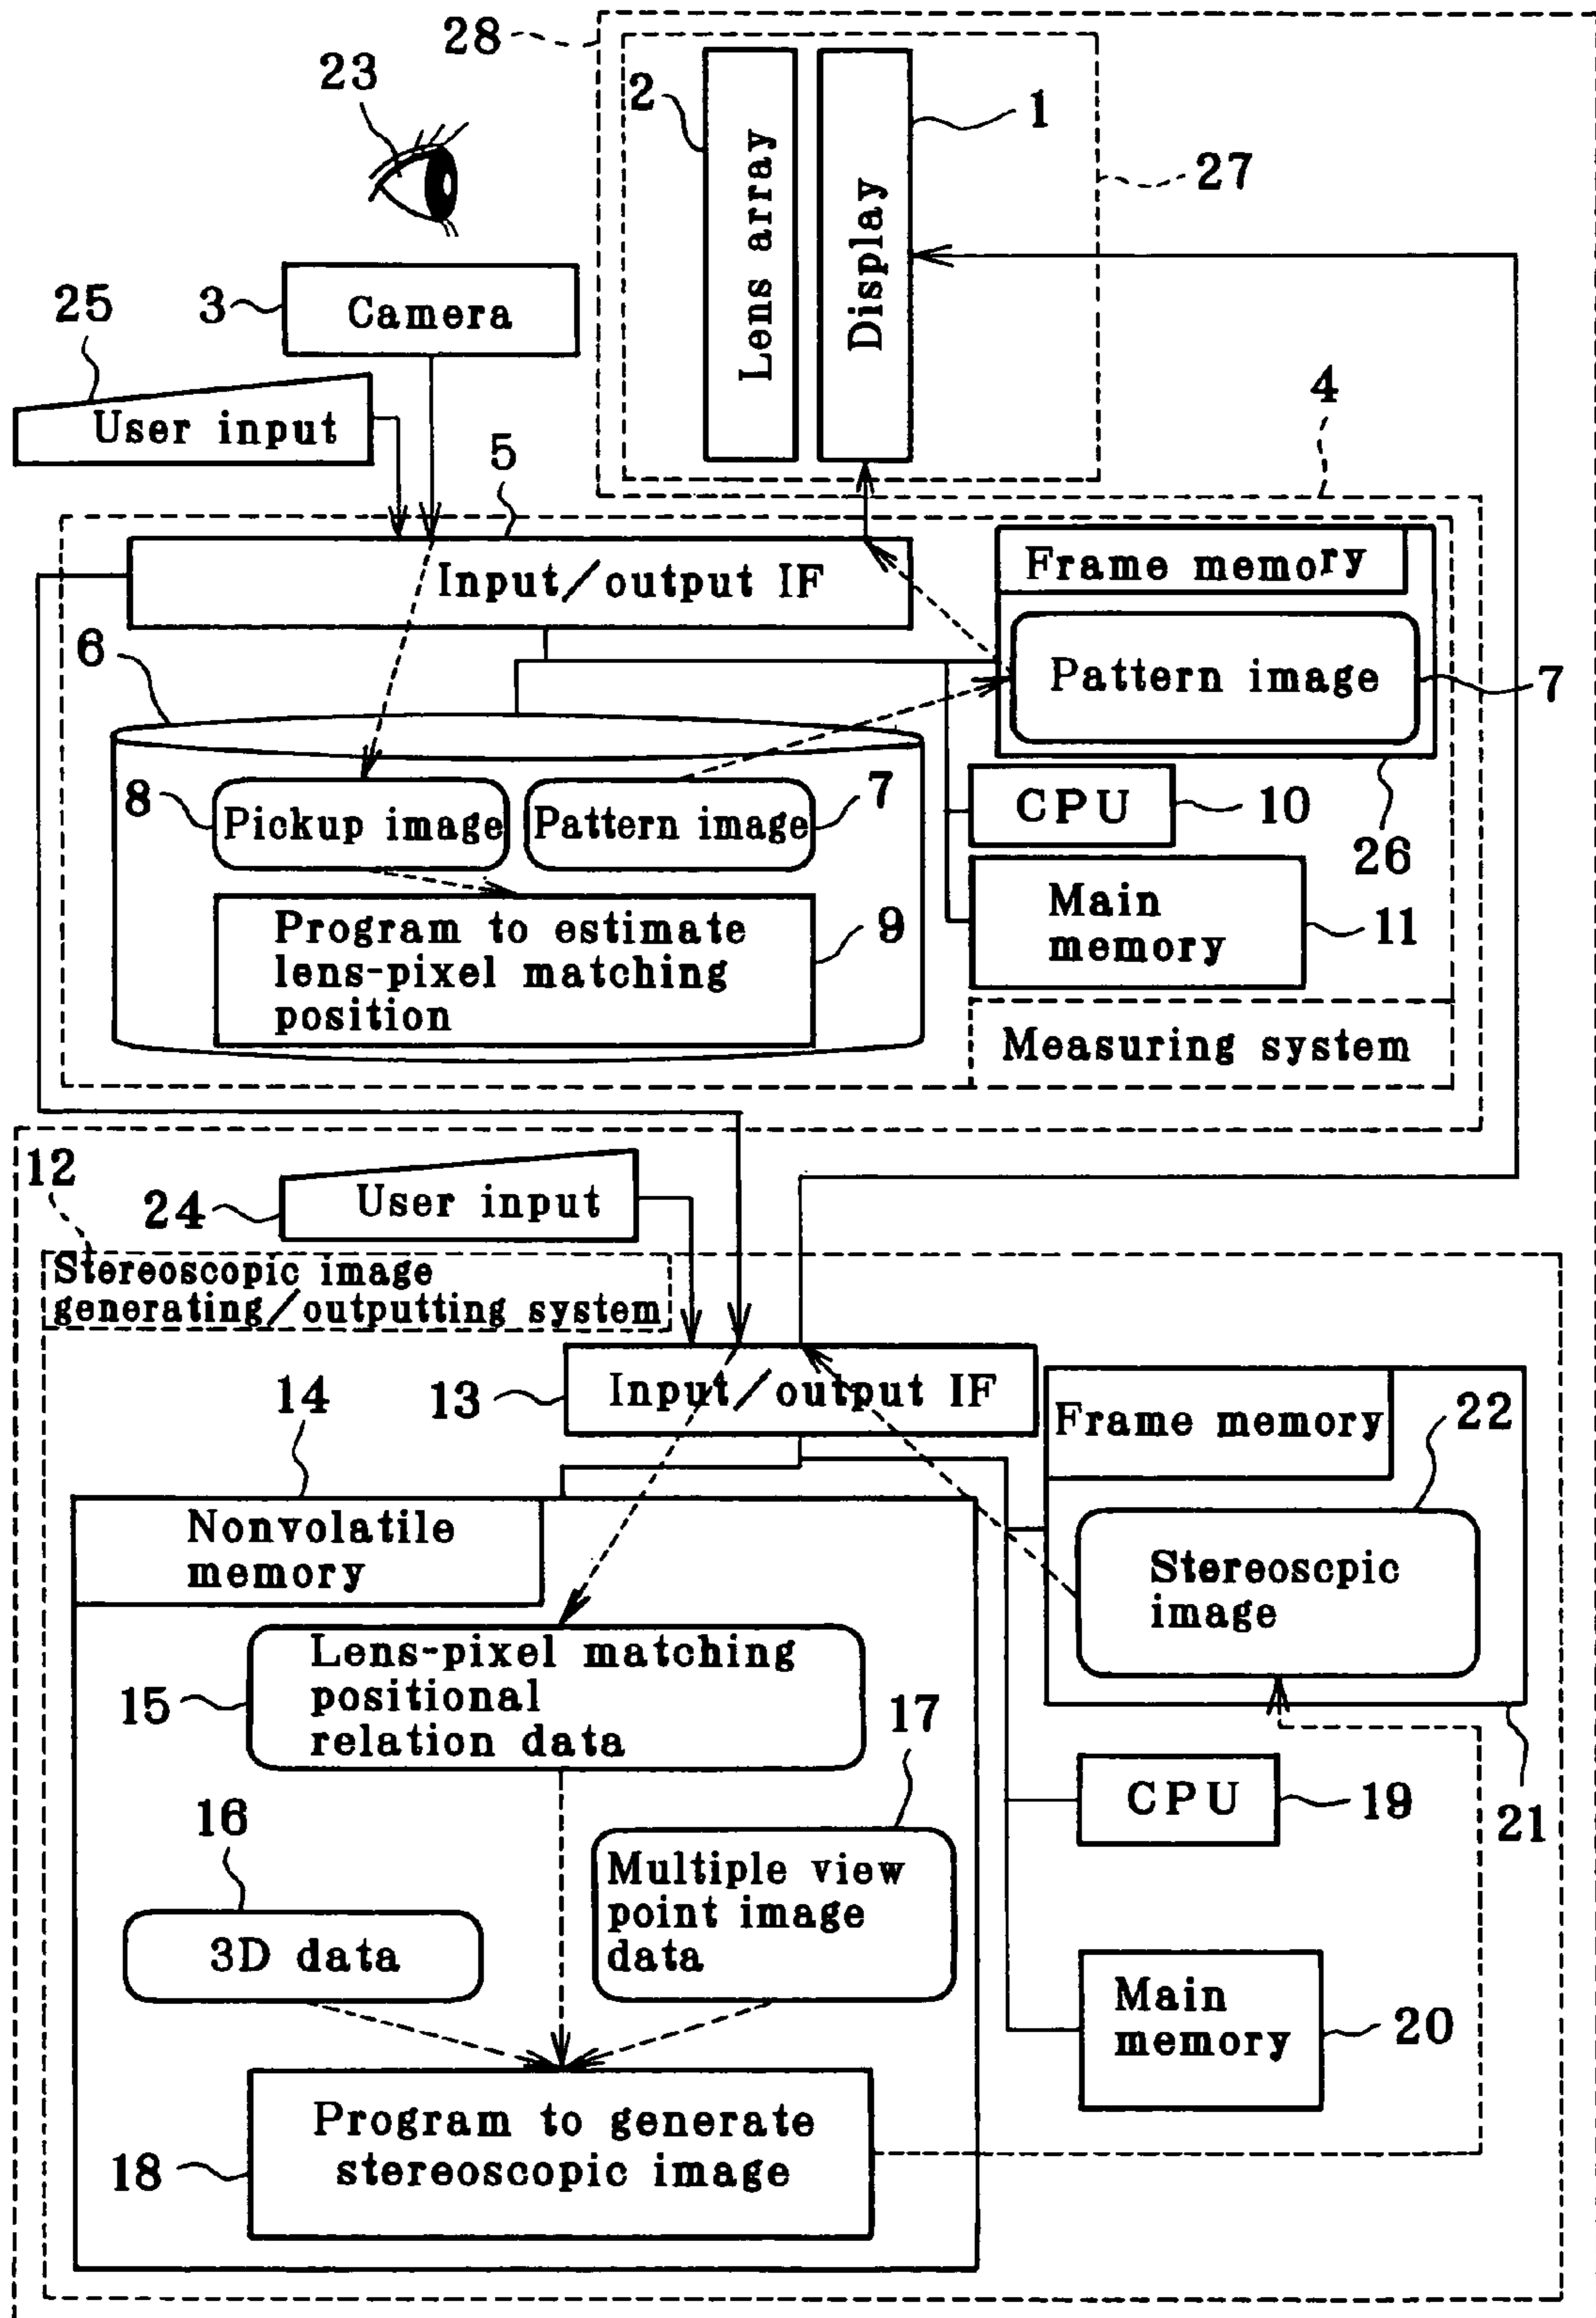 28
23
2
1
Lens array
Display
27
25
3
Camera
User input
4
5
Input/output IF
Frame memory
6
Pattern image
7
8
Pickup image
Pattern image
7
CPU
10
26
Program to estimate
lens-pixel matching
position
9
Main
memory
11
Measuring system
12
24
User input
Stereoscopic image
generating/outputting system
14
13
Input/output IF
Frame memory
22
Nonvolatile
memory
Stereoscpic
image
15
Lens-pixel matching
positional
relation data
17
16
CPU
19
21
Multiple view
point image
data
3D data
Main
memory
20
18
Program to generate
stereoscopic image